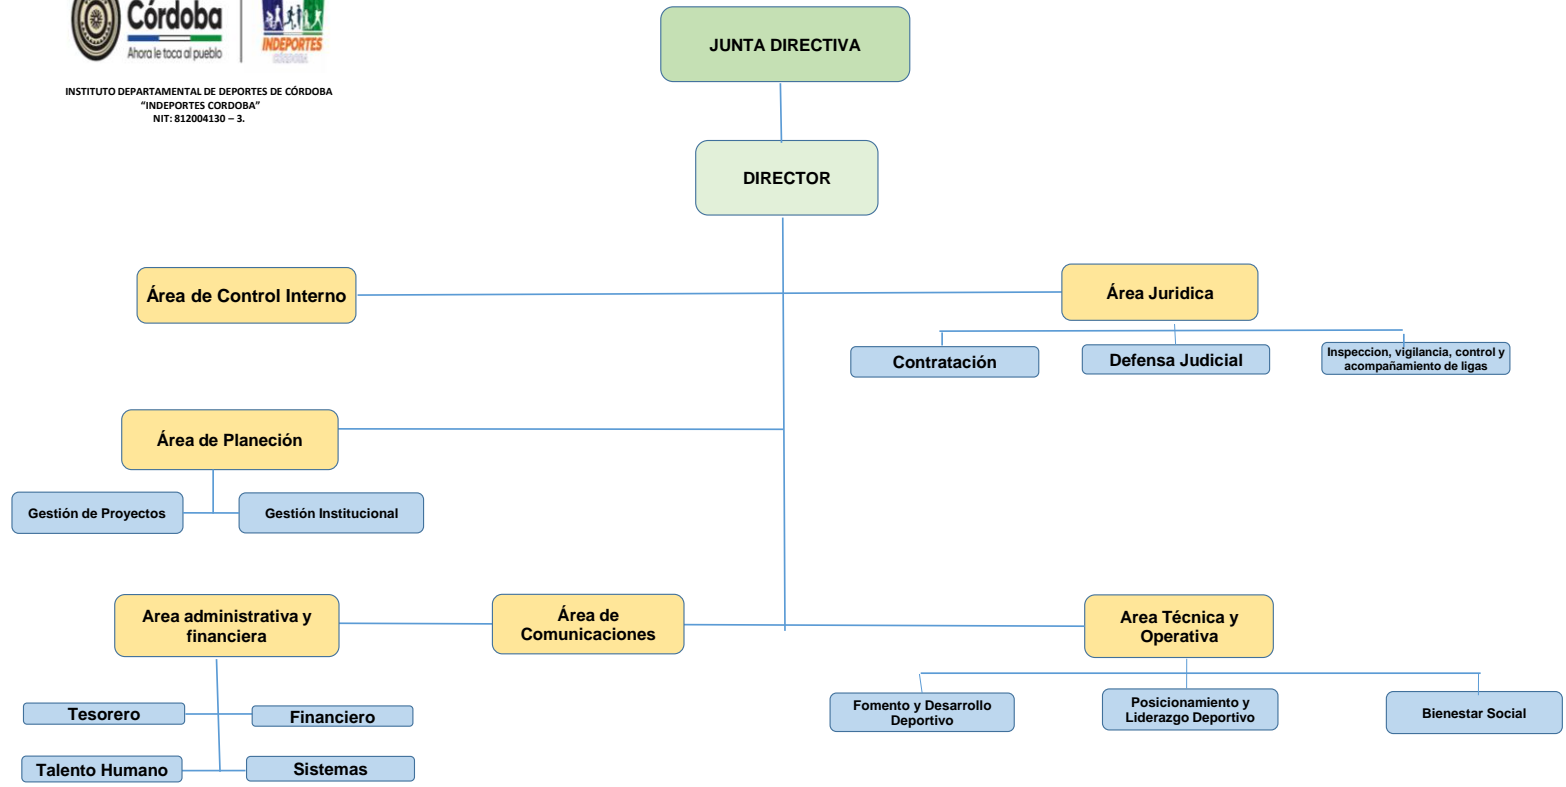 Córdoba
Ahora le toca al pueblo
INDEPORTES
CÓRDOBA
INSTITUTO DEPARTAMENTAL DE DEPORTES DE CÓRDOBA
“INDEPORTES CORDOBA”
NIT: 812004130 – 3.
JUNTA DIRECTIVA
DIRECTOR
Área de Control Interno
Área Juridica
Contratación
Defensa Judicial
Inspeccion, vigilancia, control y
acompañamiento de ligas
Área de Planeción
Gestión de Proyectos
Gestión Institucional
Area administrativa y
financiera
Área de
Comunicaciones
Area Técnica y
Operativa
Tesorero
Financiero
Talento Humano
Sistemas
Fomento y Desarrollo
Deportivo
Posicionamiento y
Liderazgo Deportivo
Bienestar Social